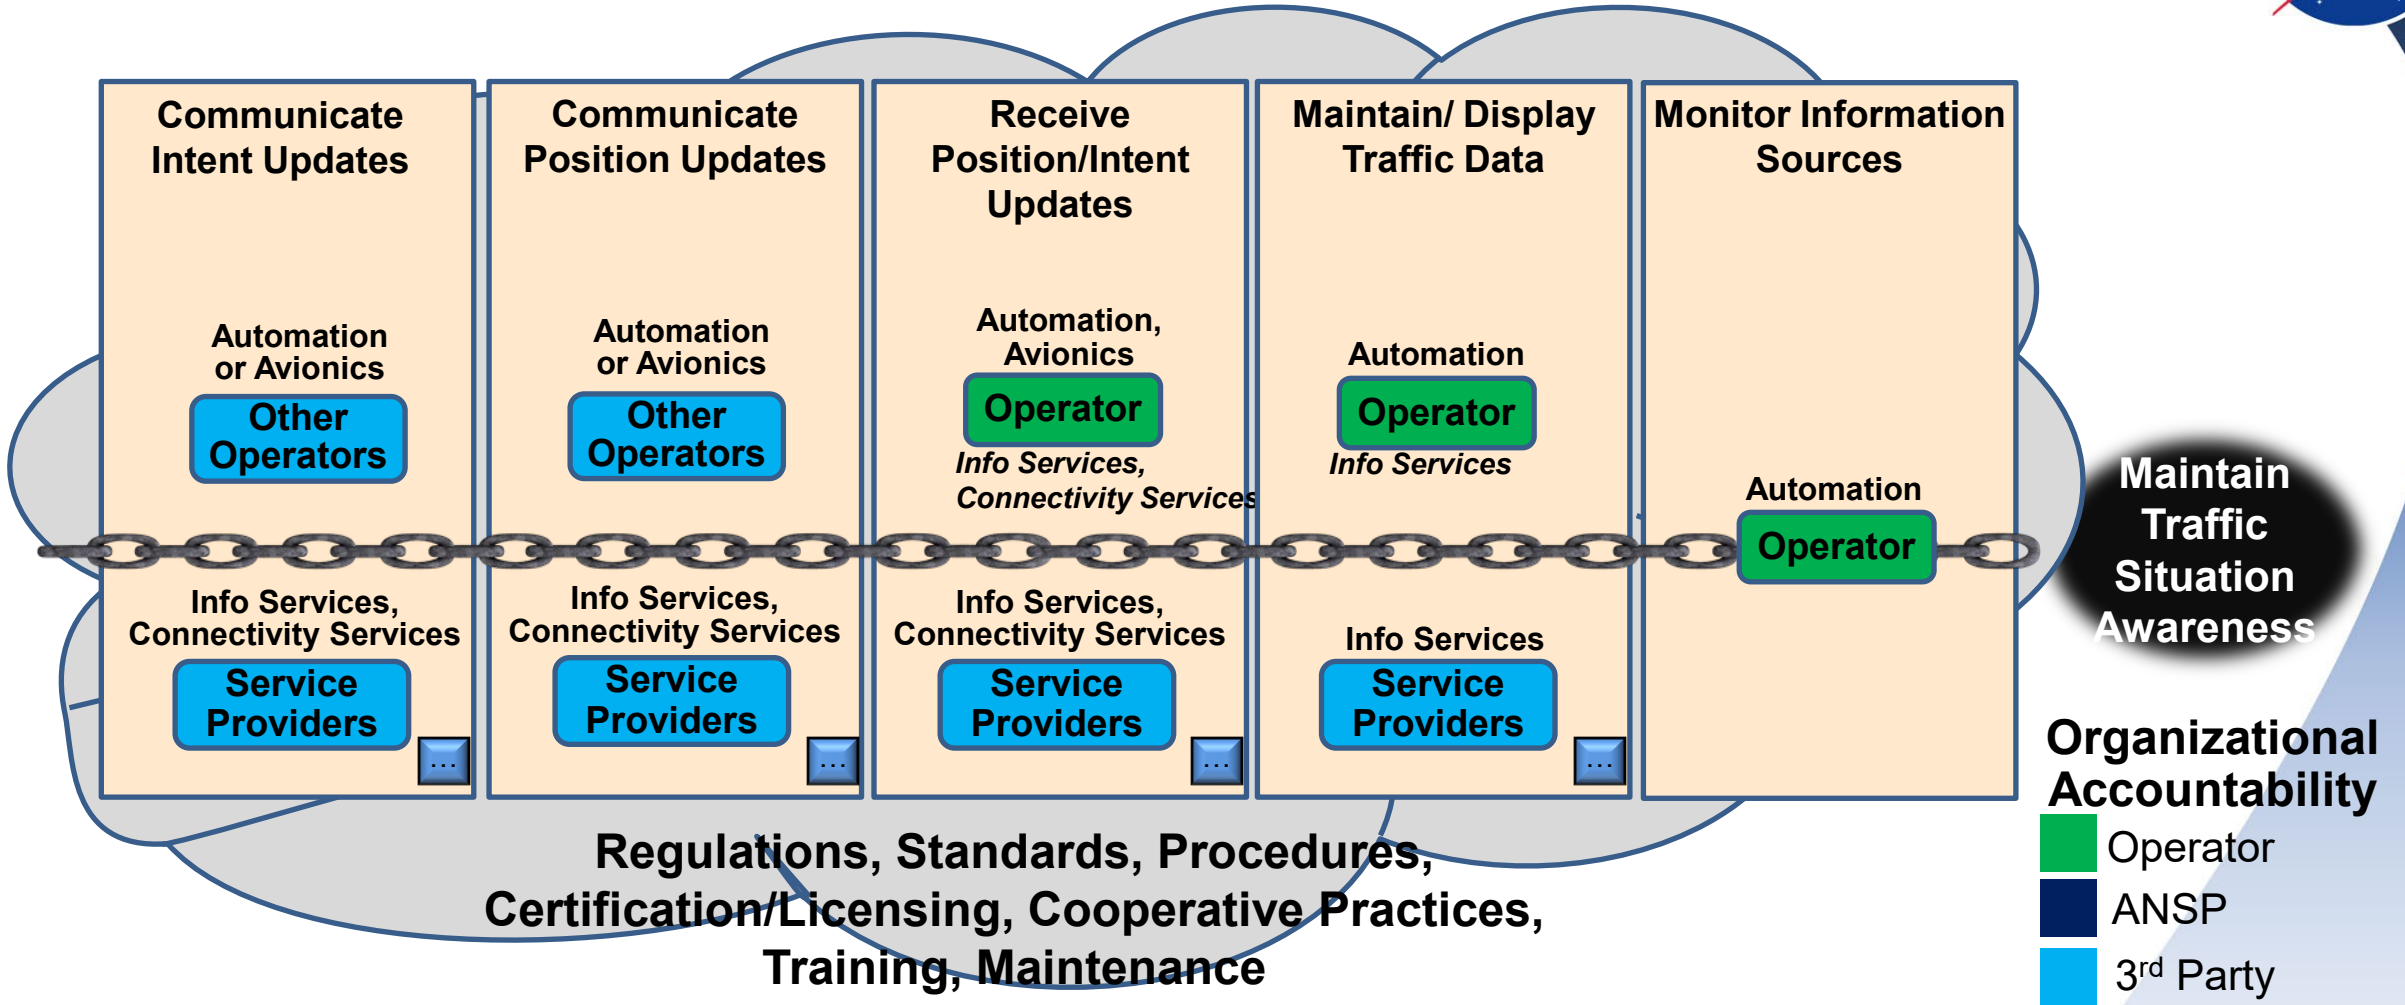 Communicate
Intent Updates
Automation
or Avionics
Other
Operators
Info Services,
Connectivity Services
Service
Providers
...
Communicate
Position Updates
Automation
or Avionics
Other
Operators
Info Services,
Connectivity Services
Service
Providers
...
Receive
Position/Intent
Updates
Automation,
Avionics
Operator
Info Services,
Connectivity Services
Info Services,
Connectivity Services
Service
Providers
...
Maintain/ Display
Traffic Data
Automation
Operator
Info Services
Info Services
Service
Providers
...
Monitor Information
Sources
Automation
Operator
Maintain
Traffic
Situation
Awareness
Regulations, Standards, Procedures,
Certification/Licensing, Cooperative Practices,
Training, Maintenance
Organizational
Accountability
Operator
ANSP
3rd Party